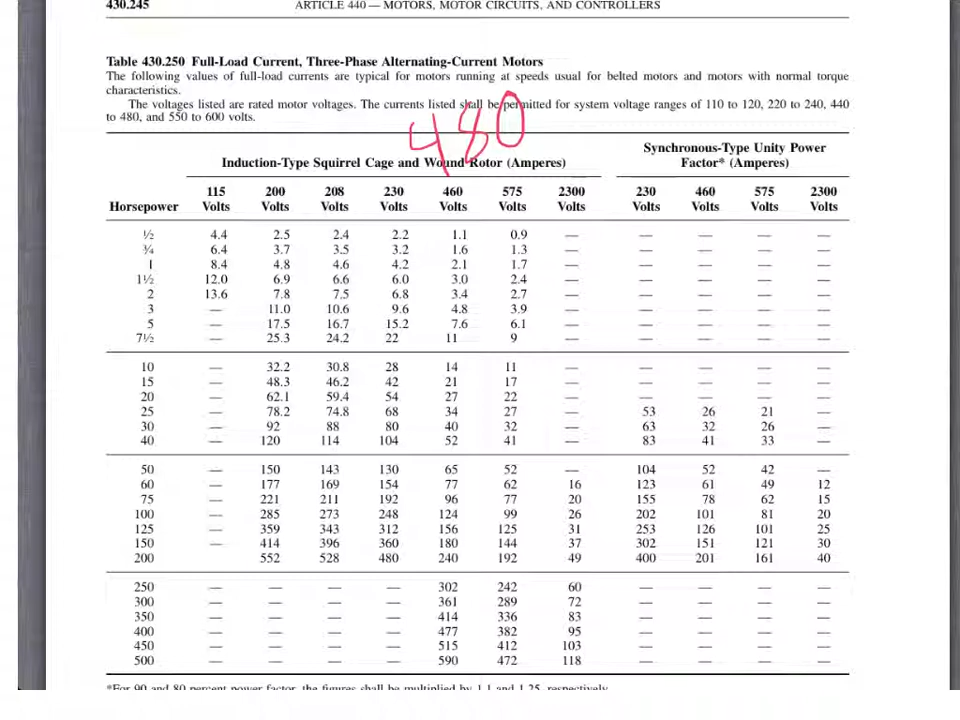 430.245 ARTICLE 440 — MOTORS, MOTOR CIRCUITS, AND CONTROLLERS
Table 430.250 Full-Load Current, Three-Phase Alternating-Current Motors
The following values of full-load currents are typical for motors running at speeds usual for belted motors and motors with normal torque
characteristics.
The voltages listed are rated motor voltages. The currents listed shall be permitted for system voltage ranges of 110 to 120, 220 to 240, 440
to 480, and 550 to 600 volts.
480
Induction-Type Squirrel Cage and Wound Rotor (Amperes) Synchronous-Type Unity Power
Factor* (Amperes)
115 200 208 230 460 575 2300 230 460 575 2300
Horsepower Volts Volts Volts Volts Volts Volts Volts Volts Volts Volts Volts
½ 4.4 2.5 2.4 2.2 1.1 0.9 — — — — —
¾ 6.4 3.7 3.5 3.2 1.6 1.3 — — — — —
1 8.4 4.8 4.6 4.2 2.1 1.7 — — — — —
1½ 12.0 6.9 6.6 6.0 3.0 2.4 — — — — —
2 13.6 7.8 7.5 6.8 3.4 2.7 — — — — —
3 — 11.0 10.6 9.6 4.8 3.9 — — — — —
5 — 17.5 16.7 15.2 7.6 6.1 — — — — —
7½ — 25.3 24.2 22 11 9 — — — — —
10 — 32.2 30.8 28 14 11 — — — — —
15 — 48.3 46.2 42 21 17 — — — — —
20 — 62.1 59.4 54 27 22 — — — — —
25 — 78.2 74.8 68 34 27 — 53 26 21 —
30 — 92 88 80 40 32 — 63 32 26 —
40 — 120 114 104 52 41 — 83 41 33 —
50 — 150 143 130 65 52 — 104 52 42 —
60 — 177 169 154 77 62 16 123 61 49 12
75 — 221 211 192 96 77 20 155 78 62 15
100 — 285 273 248 124 99 26 202 101 81 20
125 — 359 343 312 156 125 31 253 126 101 25
150 — 414 396 360 180 144 37 302 151 121 30
200 552 528 480 240 192 49 400 201 161 40
250 — — — — 302 242 60 — — — —
300 — — — — 361 289 72 — — — —
350 — — — — 414 336 83 — — — —
400 — — — — 477 382 95 — — — —
450 — — — — 515 412 103 — — — —
500 — — — — 590 472 118 — — — —
*For 90 and 80 percent power factor, the figures shall be multiplied by 1.1 and 1.25, respectively.